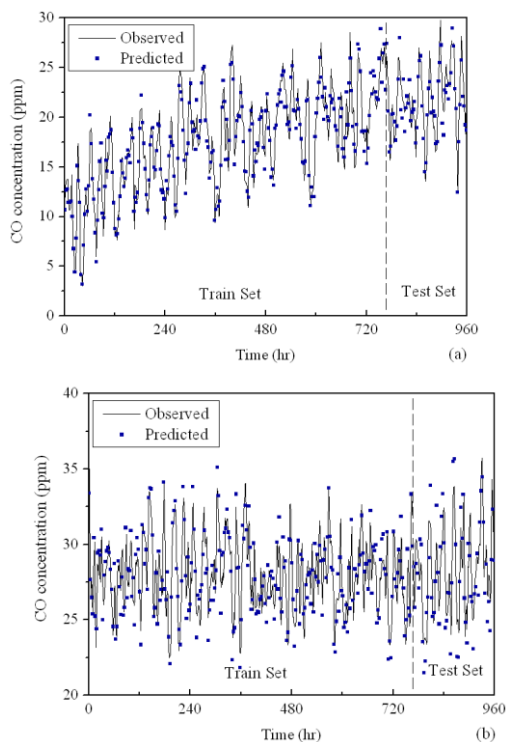 30
25
20
15
10
5
0
CO concentration (ppm)
Observed
Predicted
Train Set
Test Set
0 240 480 720 960
Time (hr)
(a)
40
35
30
25
20
CO concentration (ppm)
Observed
Predicted
Train Set
Test Set
0 240 480 720 960
Time (hr)
(b)